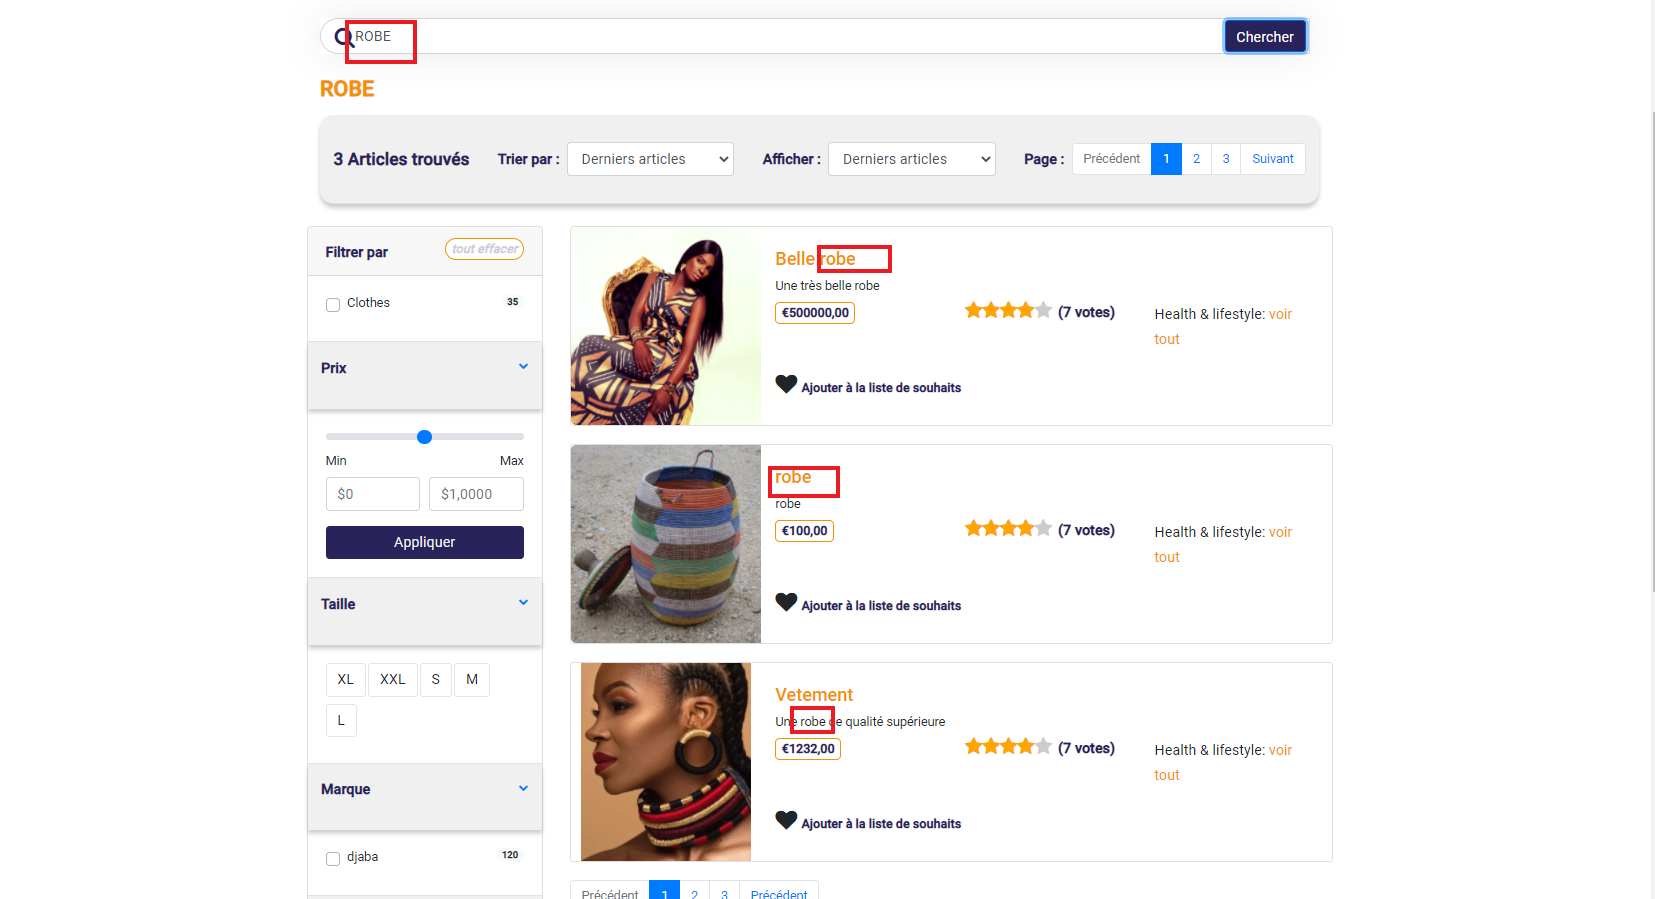 ROBE
Chercher
ROBE
3 Articles trouvés
Trier par :
Derniers articles
Afficher :
Derniers articles
Page :
Précédent 1 2 3 Suivant
Filtrer par
tout effacer
Clothes 35
Prix
Min Max
$0 $1,0000
Appliquer
Taille
XL XXL S M
L
Marque
djaba 120
Belle robe
Une très belle robe
€500000,00
(7 votes)
Health & lifestyle: voir
tout
Ajouter à la liste de souhaits
robe
robe
€100,00
(7 votes)
Health & lifestyle: voir
tout
Ajouter à la liste de souhaits
Vetement
Une robe de qualité supérieure
€1232,00
(7 votes)
Health & lifestyle: voir
tout
Ajouter à la liste de souhaits
Précédent 1 2 3 Précédent